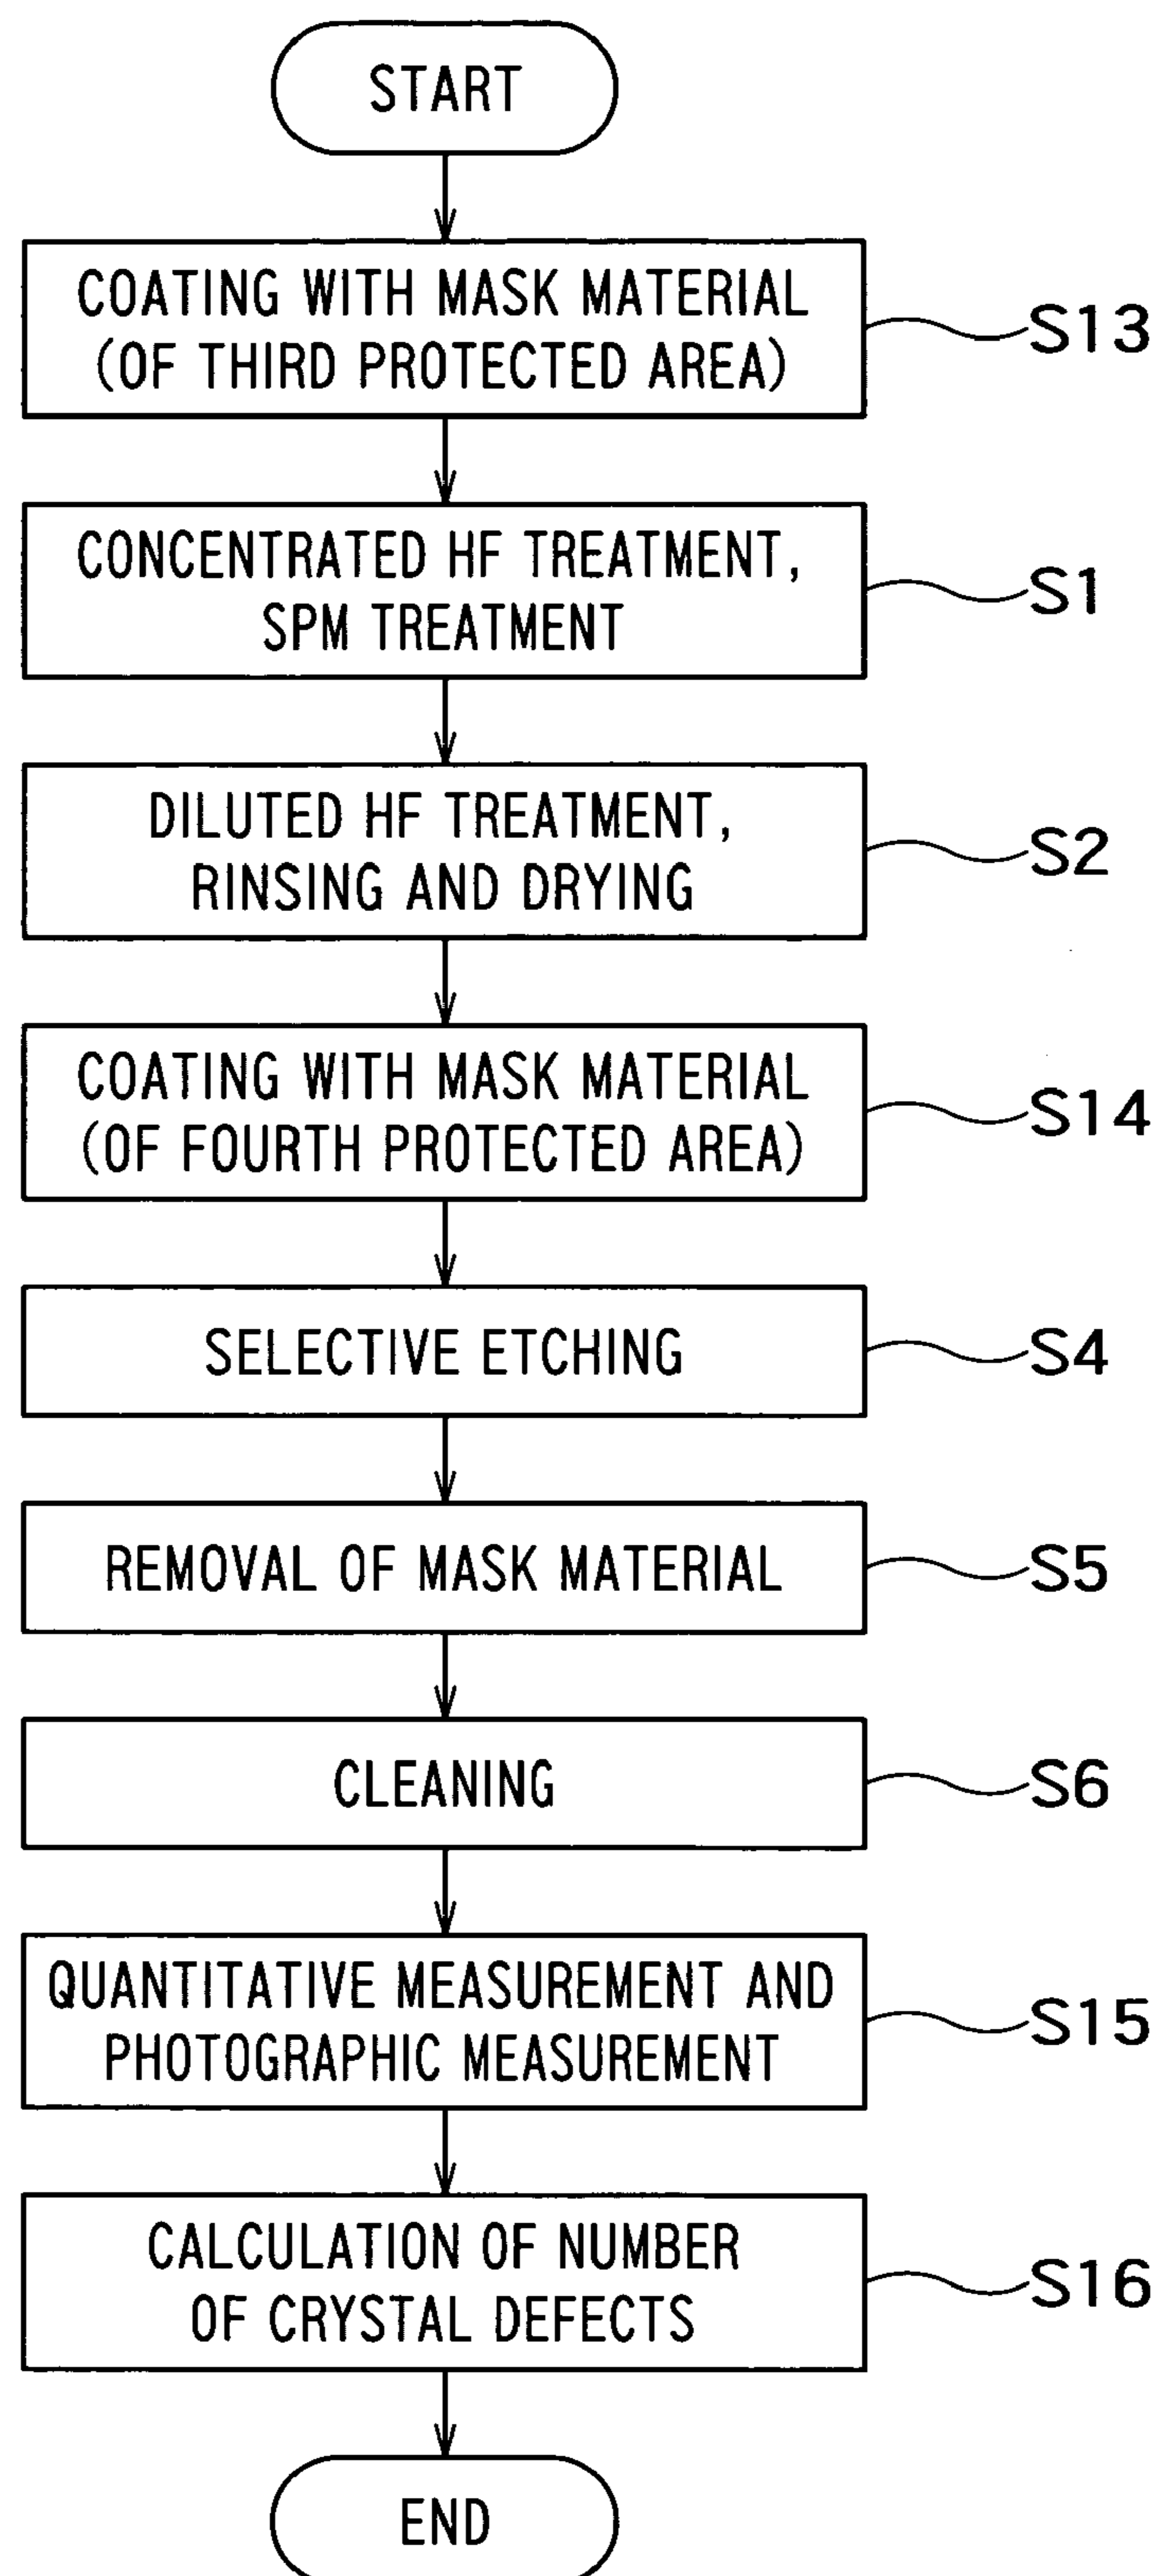 START
COATING WITH MASK MATERIAL
(OF THIRD PROTECTED AREA)
S13
CONCENTRATED HF TREATMENT,
SPM TREATMENT
S1
DILUTED HF TREATMENT,
RINSING AND DRYING
S2
COATING WITH MASK MATERIAL
(OF FOURTH PROTECTED AREA)
S14
SELECTIVE ETCHING
S4
REMOVAL OF MASK MATERIAL
S5
CLEANING
S6
QUANTITATIVE MEASUREMENT AND
PHOTOGRAPHIC MEASUREMENT
S15
CALCULATION OF NUMBER
OF CRYSTAL DEFECTS
S16
END